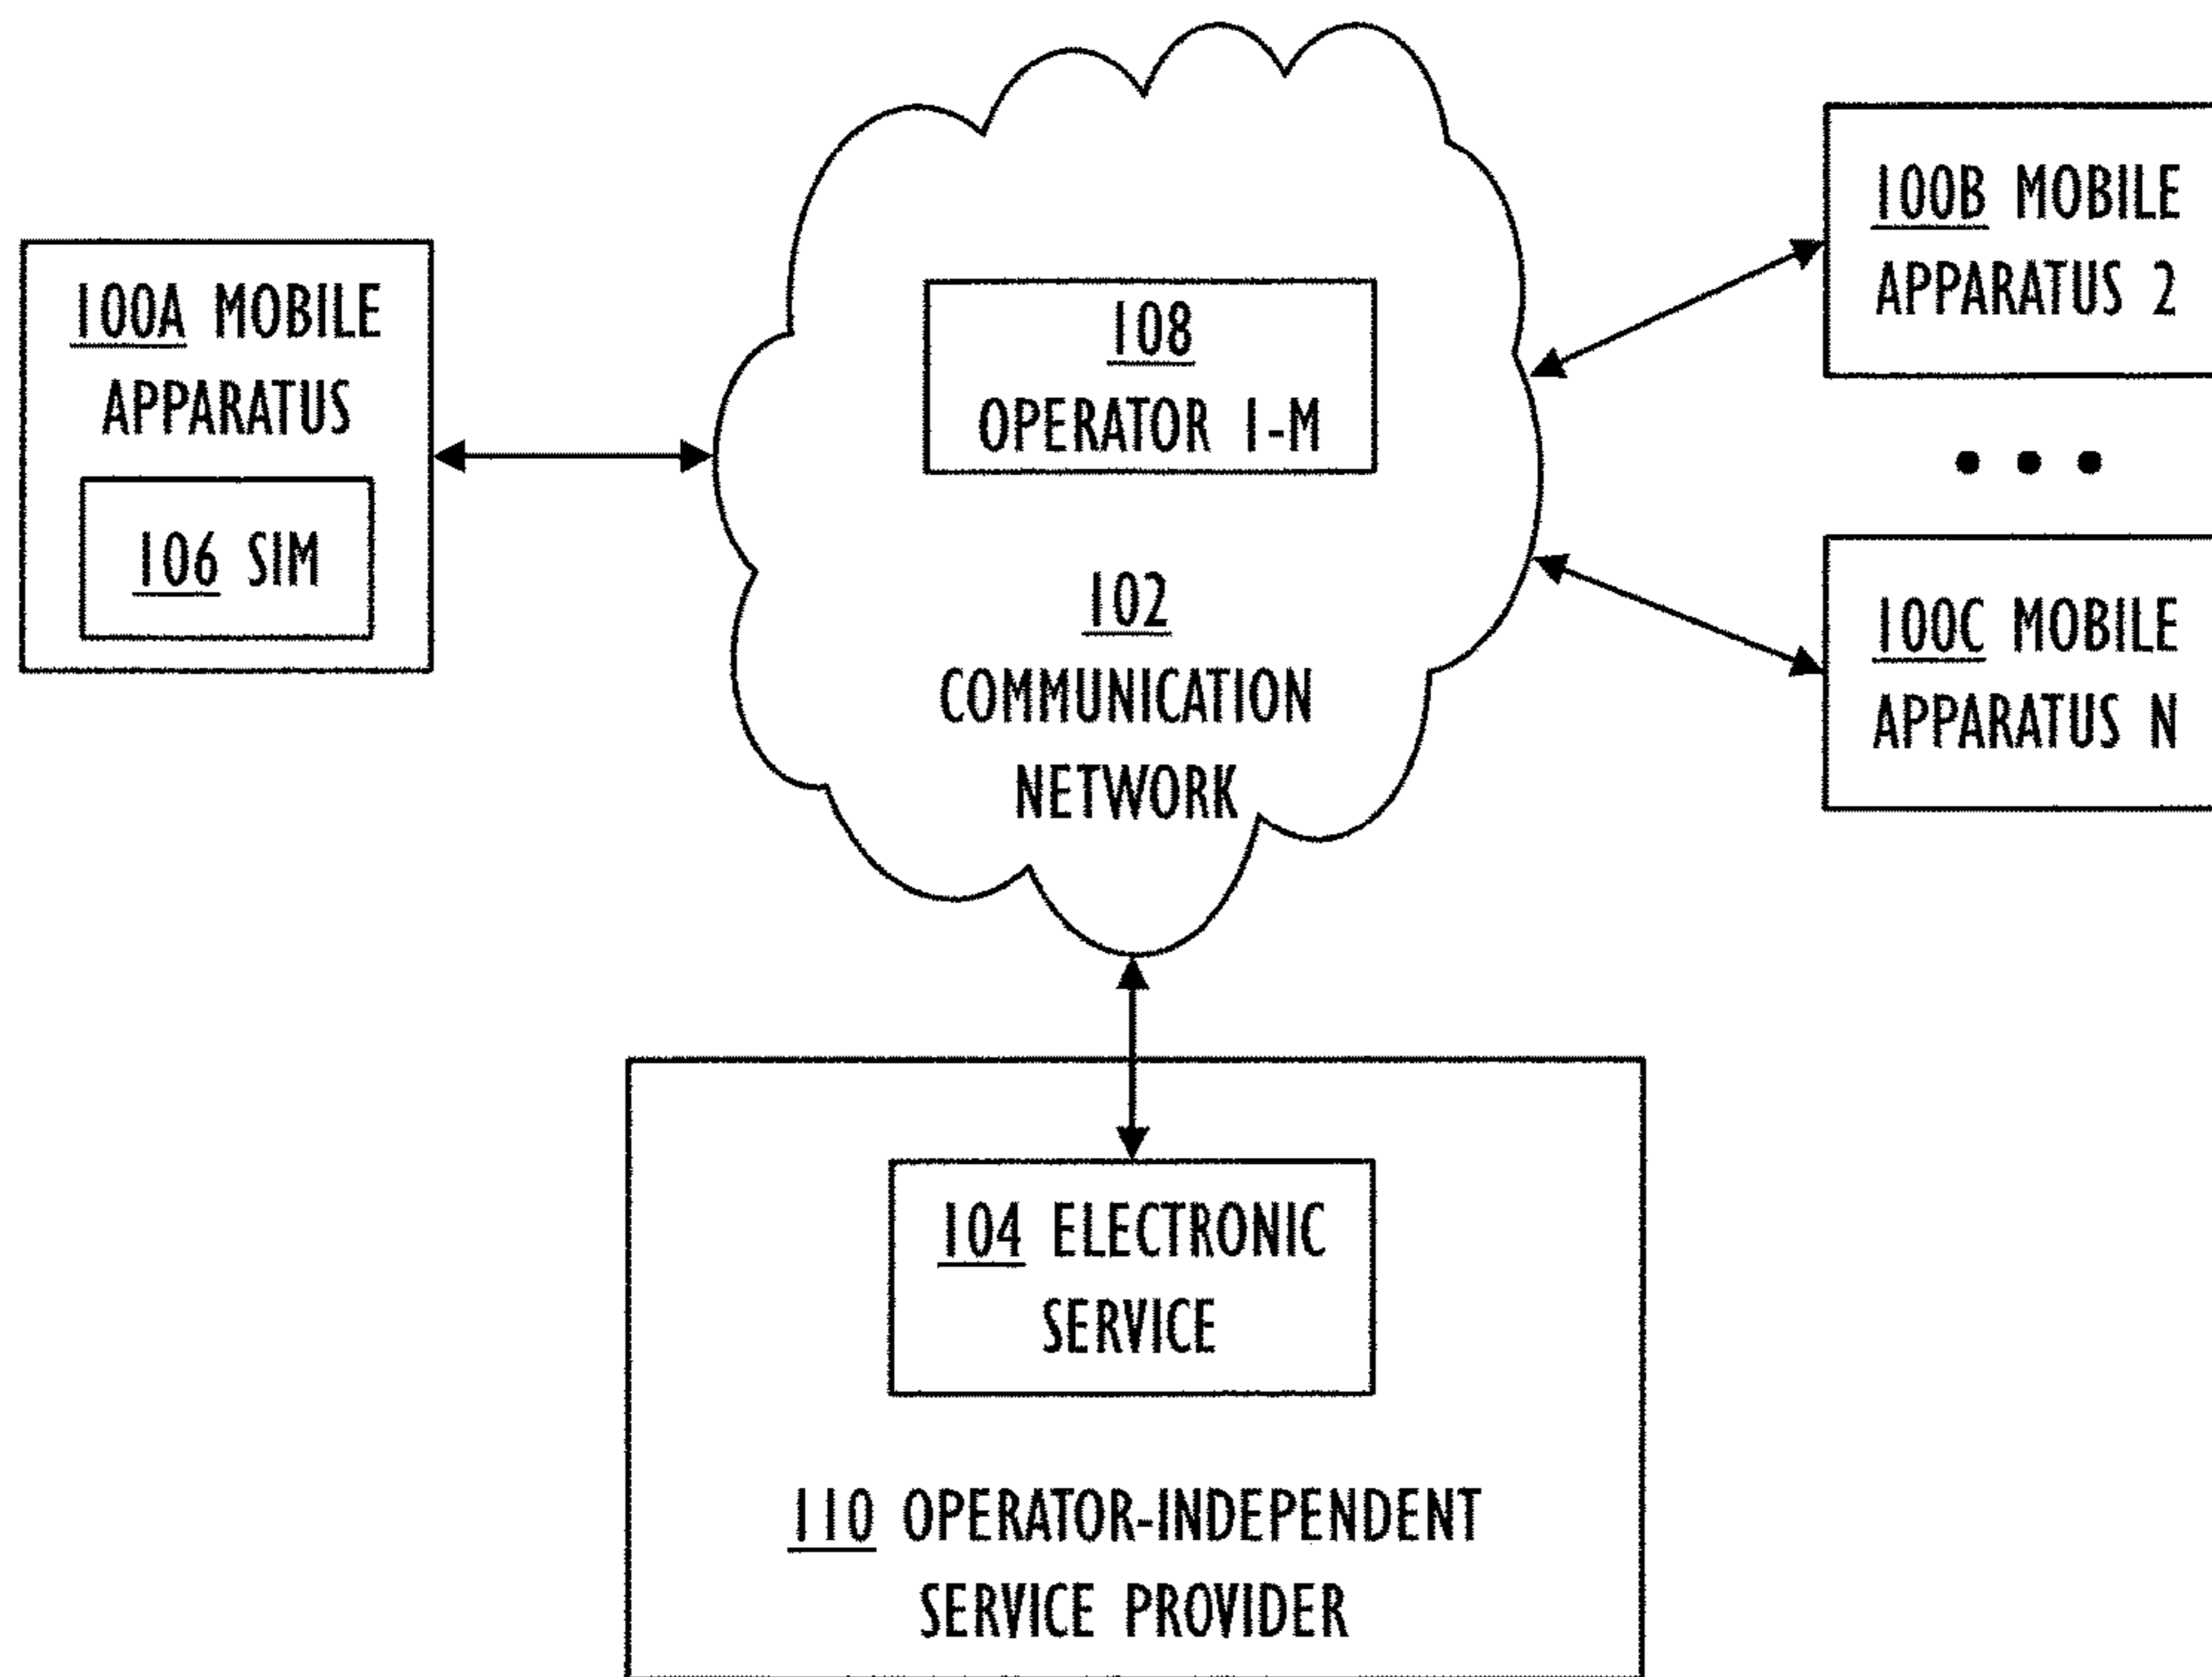 100A MOBILE
APPARATUS
106 SIM
108
OPERATOR 1-M
102
COMMUNICATION
NETWORK
100B MOBILE
APPARATUS 2
• • •
100C MOBILE
APPARATUS N
104 ELECTRONIC
SERVICE
110 OPERATOR-INDEPENDENT
SERVICE PROVIDER